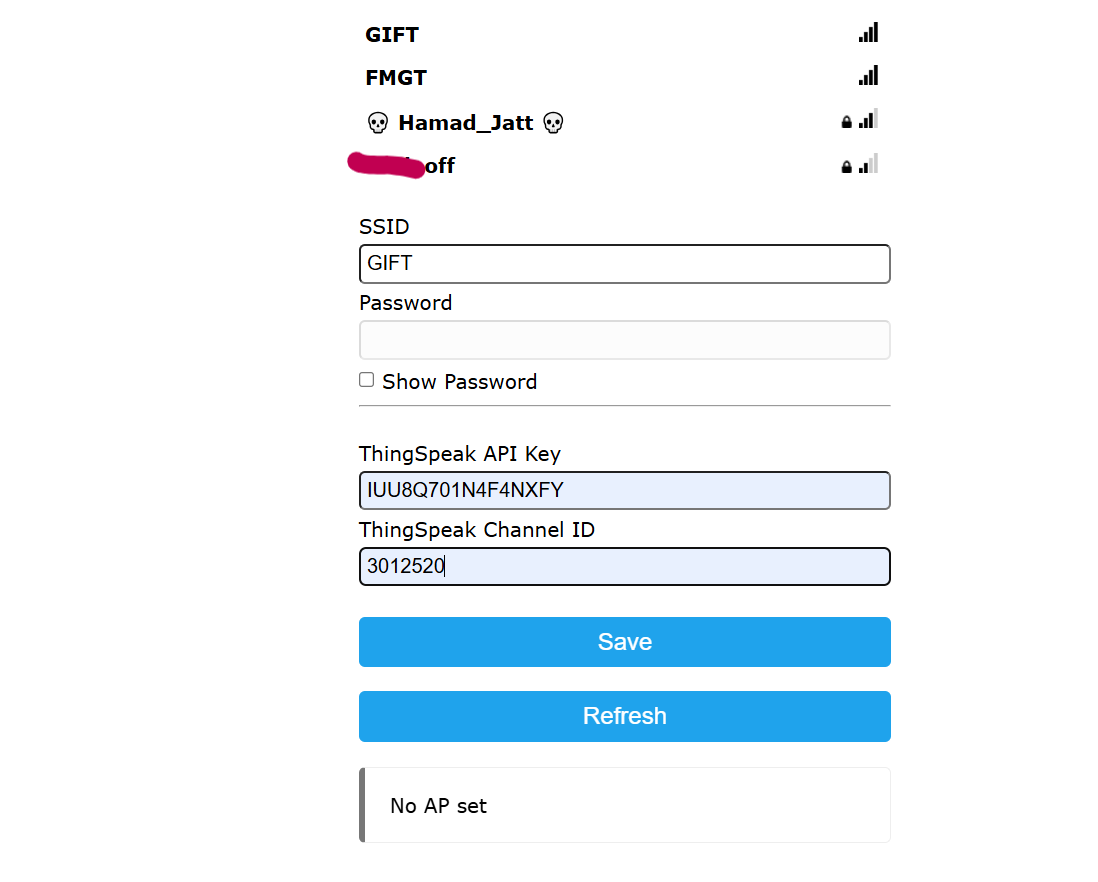 GIFT
FMGT
💀 Hamad_Jatt 💀
off
SSID
GIFT
Password
Show Password
ThingSpeak API Key
IUU8Q701N4F4NXFY
ThingSpeak Channel ID
3012520
Save
Refresh
No AP set